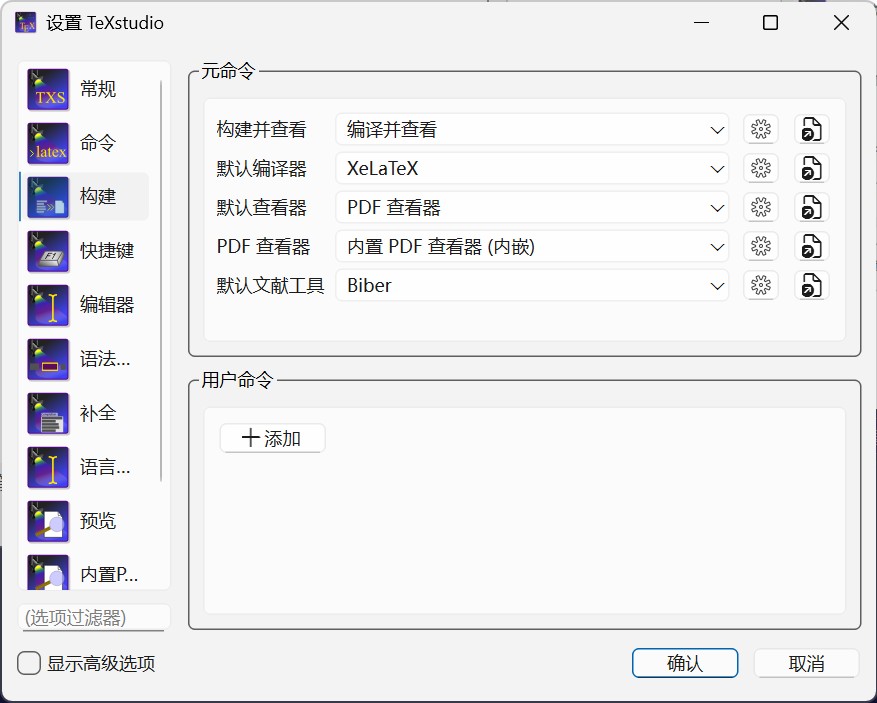 设置 TeXstudio
TXS 常规
>latex 命令
构建
F1 快捷键
编辑器
语法...
补全
语言...
预览
内置P...
(选项过滤器)
显示高级选项
元命令
构建并查看 编译并查看
默认编译器 XeLaTeX
默认查看器 PDF 查看器
PDF 查看器 内置 PDF 查看器 (内嵌)
默认文献工具 Biber
用户命令
添加
确认 取消